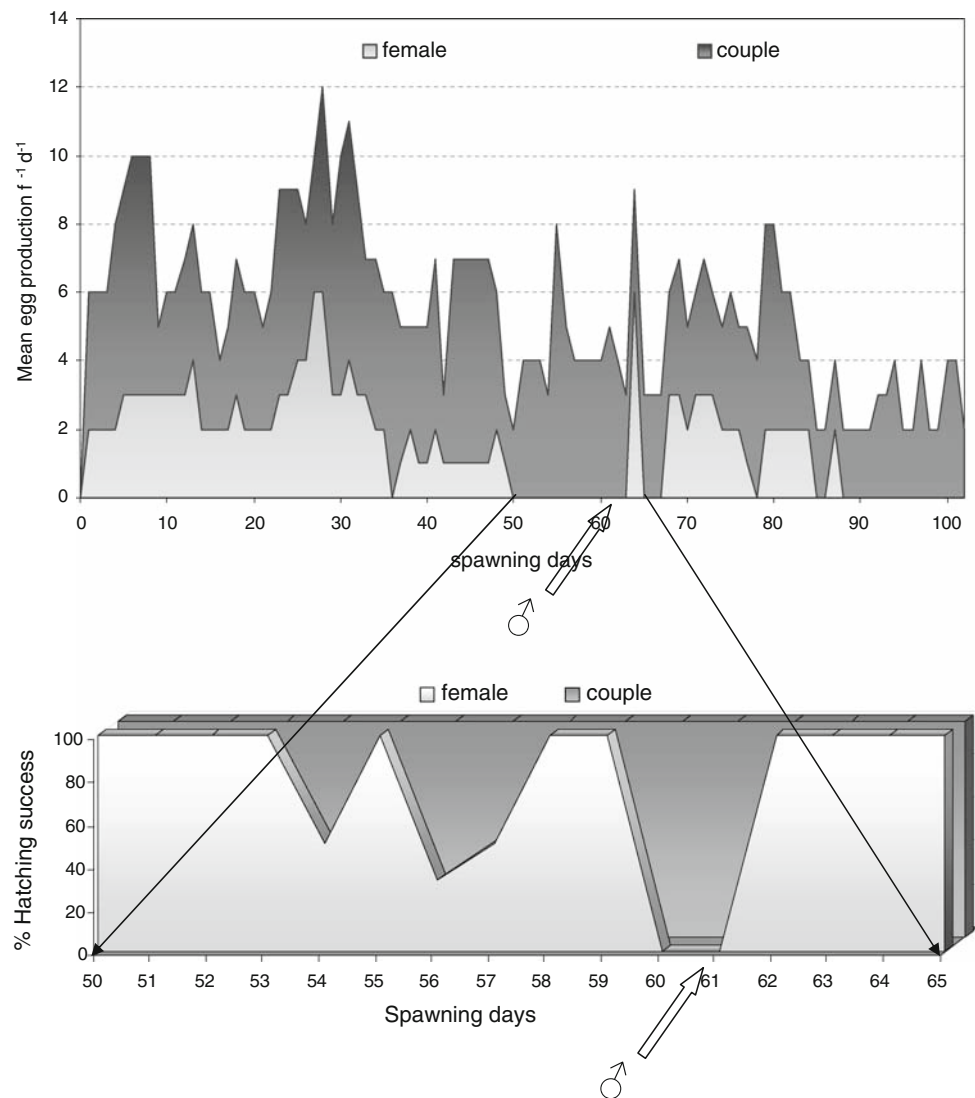 14
12
10
8
6
4
2
0
Mean egg production f -1 d-1
female couple
0 10 20 30 40 50 60 70 80 90 100
spawning days
♂
female couple
100
80
60
40
20
0
% Hatching success
50 51 52 53 54 55 56 57 58 59 60 61 62 63 64 65
Spawning days
♂